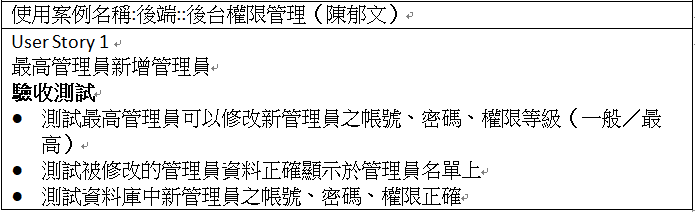 使用案例名稱:後端::後台權限管理（陳郁文）
User Story 1
最高管理員新增管理員
驗收測試
● 測試最高管理員可以修改新管理員之帳號、密碼、權限等級（一般／最
高）
● 測試被修改的管理員資料正確顯示於管理員名單上
● 測試資料庫中新管理員之帳號、密碼、權限正確